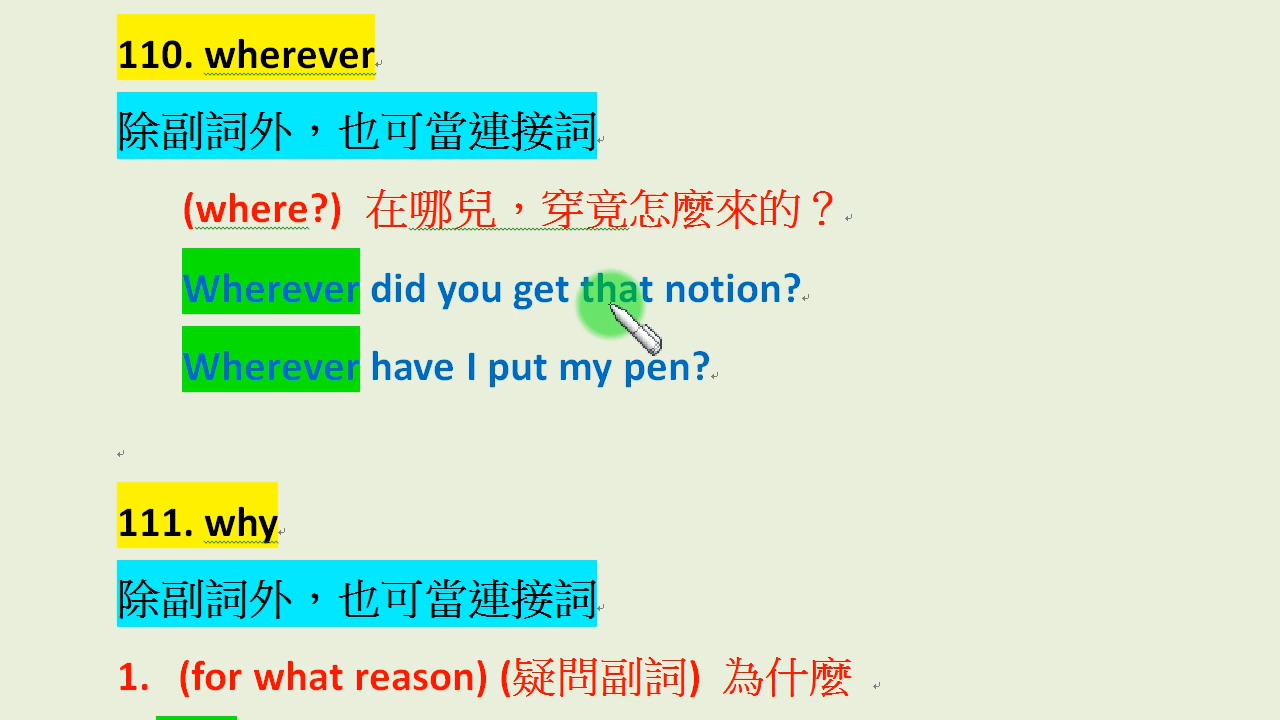 110. wherever
除副詞外，也可當連接詞
(where?) 在哪兒，穿竟怎麼來的？
Wherever did you get that notion?
Wherever have I put my pen?
111. why
除副詞外，也可當連接詞
1. (for what reason) (疑問副詞) 為什麼